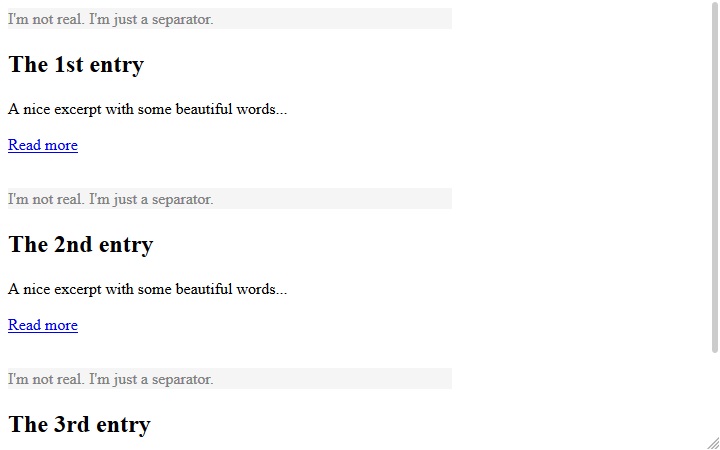 I'm not real. I'm just a separator.
The 1st entry
A nice excerpt with some beautiful words...
Read more
I'm not real. I'm just a separator.
The 2nd entry
A nice excerpt with some beautiful words...
Read more
I'm not real. I'm just a separator.
The 3rd entry